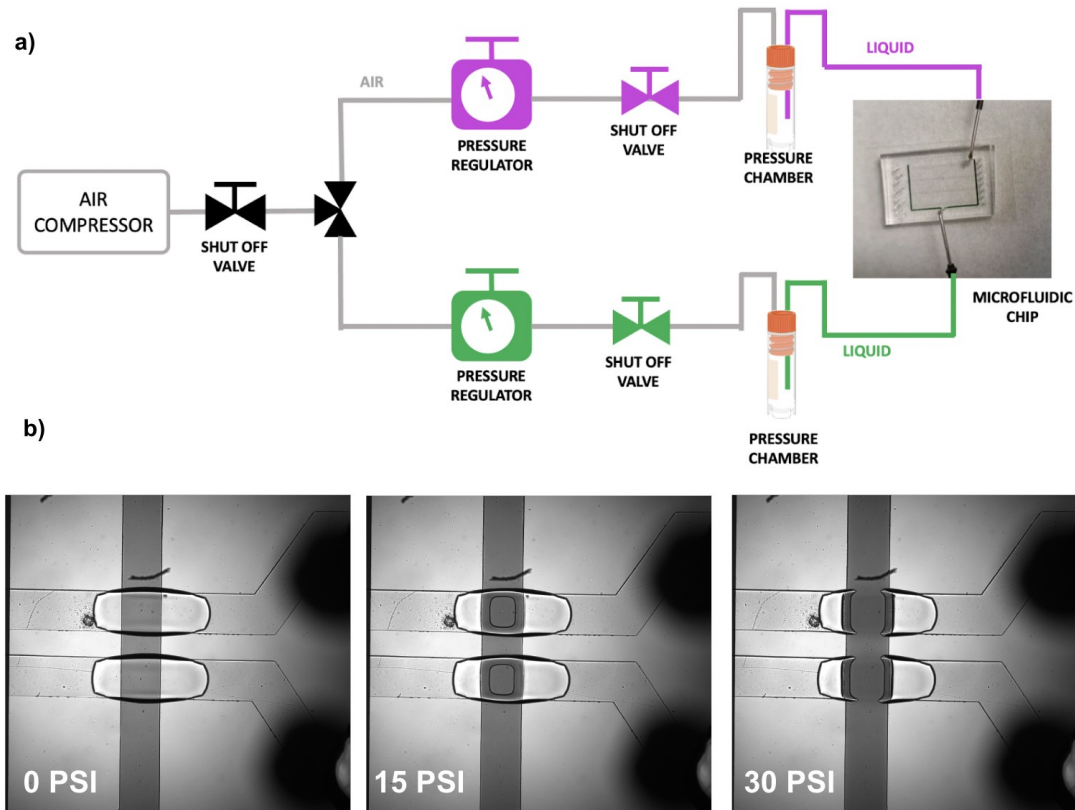 a)
AIR
LIQUID
PRESSURE
REGULATOR
SHUT OFF
VALVE
PRESSURE
CHAMBER
AIR
COMPRESSOR
SHUT OFF
VALVE
MICROFLUIDIC
CHIP
PRESSURE
REGULATOR
SHUT OFF
VALVE
LIQUID
PRESSURE
CHAMBER
b)
0 PSI
15 PSI
30 PSI